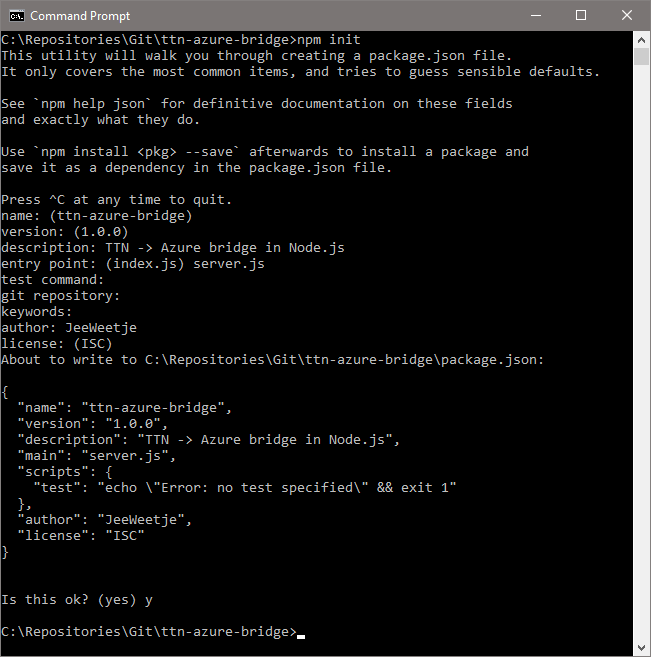 Command Prompt
C:\Repositories\Git\ttn-azure-bridge>npm init
This utility will walk you through creating a package.json file.
It only covers the most common items, and tries to guess sensible defaults.

See `npm help json` for definitive documentation on these fields
and exactly what they do.

Use `npm install <pkg> --save` afterwards to install a package and
save it as a dependency in the package.json file.

Press ^C at any time to quit.
name: (ttn-azure-bridge)
version: (1.0.0)
description: TTN -> Azure bridge in Node.js
entry point: (index.js) server.js
test command:
git repository:
keywords:
author: JeeWeetje
license: (ISC)
About to write to C:\Repositories\Git\ttn-azure-bridge\package.json:

{
  "name": "ttn-azure-bridge",
  "version": "1.0.0",
  "description": "TTN -> Azure bridge in Node.js",
  "main": "server.js",
  "scripts": {
    "test": "echo \"Error: no test specified\" && exit 1"
  },
  "author": "JeeWeetje",
  "license": "ISC"
}

Is this ok? (yes) y

C:\Repositories\Git\ttn-azure-bridge>